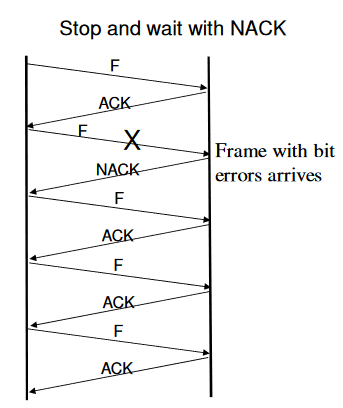 Stop and wait with NACK
F
ACK
F
X
Frame with bit
errors arrives
NACK
F
ACK
F
ACK
F
ACK